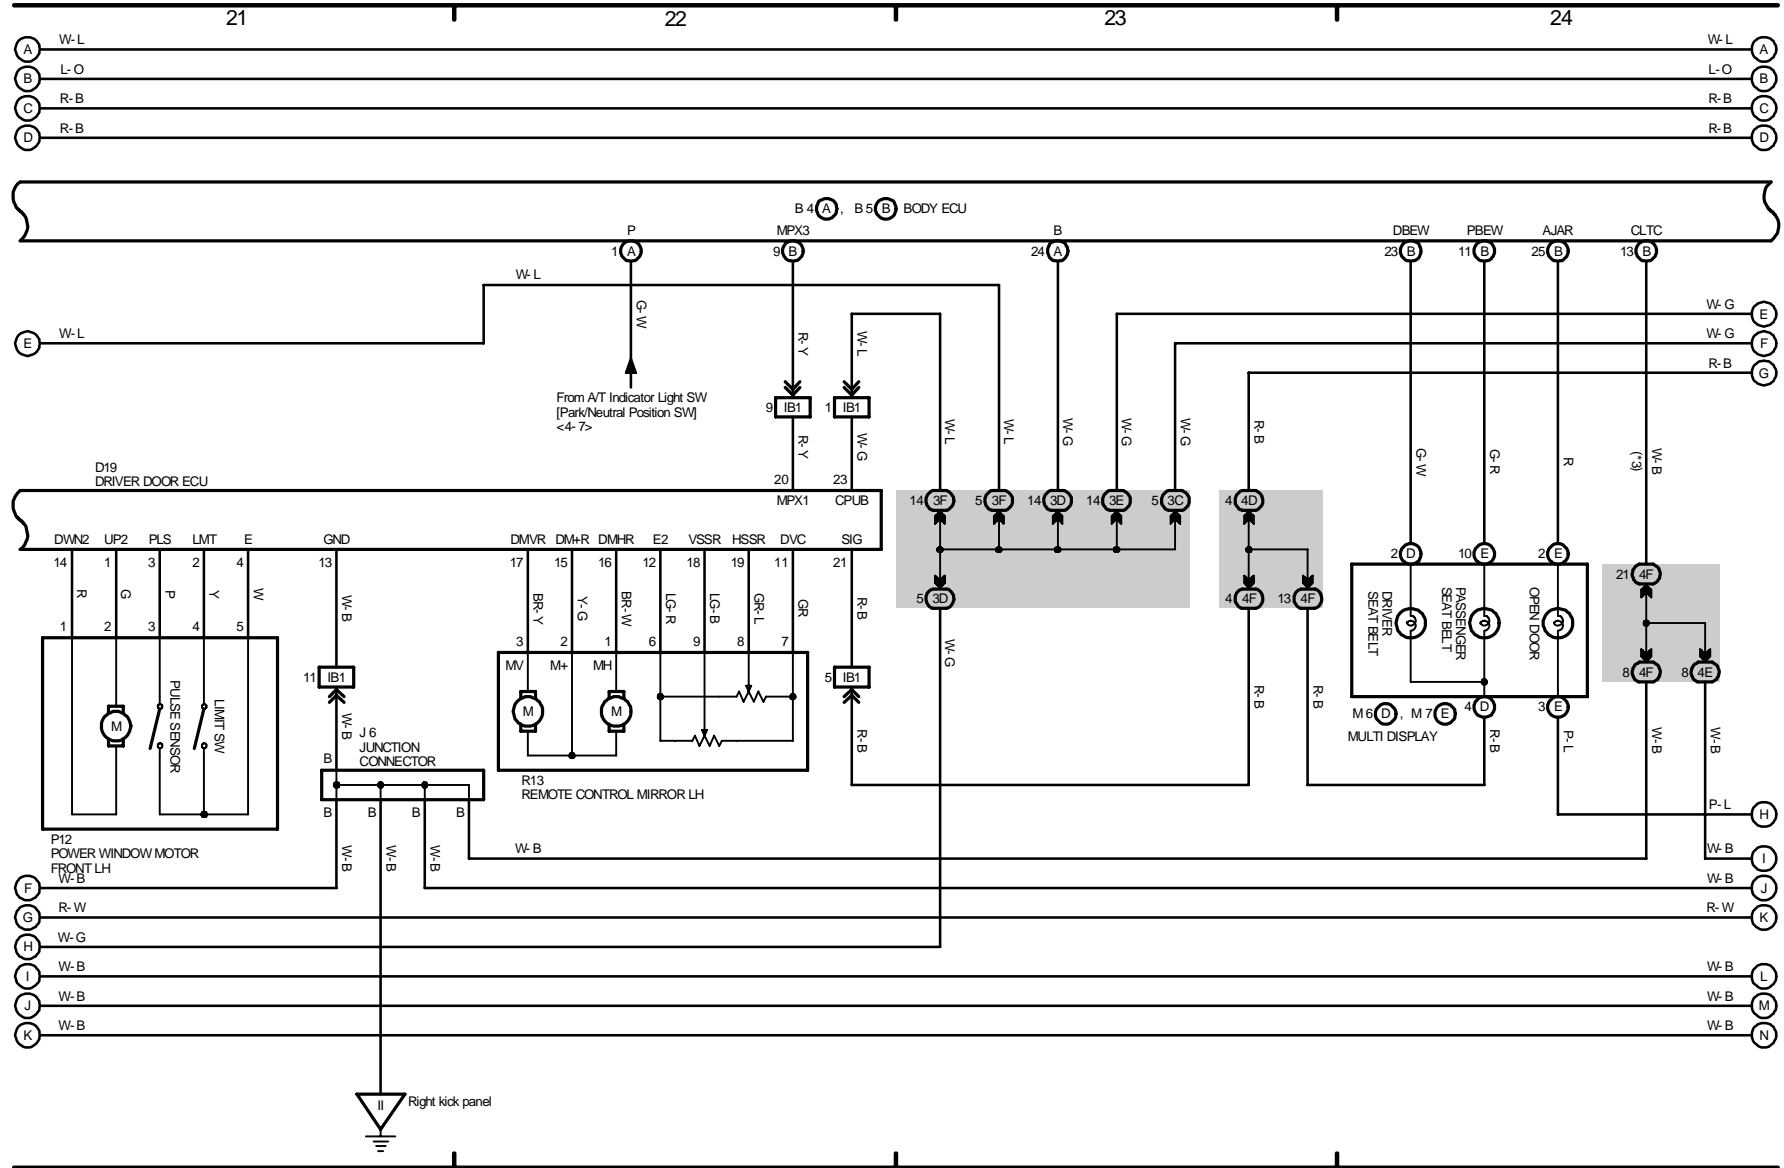 21 22 23 24
A W-L W-L A
B L-O L-O B
C R-B R-B C
D R-B R-B D
B 4 A , B 5 B BODY ECU
P MPX3 B DBEW PBEW AJAR CLTC
1 A 9 B 24 A 23 B 11 B 25 B 13 B
W-L
G-W
R-Y
W-L
W-G E
E W-L
W-G F
R-B G
From A/T Indicator Light SW
[Park/Neutral Position SW]
<4-7>
9 IB1 1 IB1
R-Y
W-G
W-L
W-L
W-G
W-G
W-G
R-B
G-W
G-R
R
(*3)
W-B
D19
DRIVER DOOR ECU
20 23
MPX1 CPUB
14 3F 5 3F 14 3D 14 3E 5 3C 4 4D
DWN2 UP2 PLS LMT E GND DMVR DM+R DMHR E2 VSSR HSSR DVC SIG
14 1 3 2 4 13 17 15 16 12 18 19 11 21
R
G
P
Y
W
W-B
BR-Y
Y-G
BR-W
LG-R
LG-B
GR-L
GR
R-B
2 D 10 E 2 E
21 4F
5 3D 4 4F 13 4F
DRIVER
SEAT BELT
PASSENGER
SEAT BELT
OPEN DOOR
1 2 3 4 5
3 2 1 6 9 8 7
MV M+ MH
W-G
11 IB1
5 IB1
8 4F 8 4E
M
PULSE SENSOR
LIMIT SW
W-B
M M
R-B
R-B
R-B
M 6 D , M 7 E
MULTI DISPLAY
4 D 3 E
R-B
P-L
W-B
W-B
J 6
JUNCTION
CONNECTOR
B
B B B B
R13
REMOTE CONTROL MIRROR LH
P-L H
P12
POWER WINDOW MOTOR
FRONT LH
W-B
W-B
W-B
W-B
W-B I
F W-B W-B J
G R-W R-W K
H W-G
I W-B W-B L
J W-B W-B M
K W-B W-B N
II Right kick panel